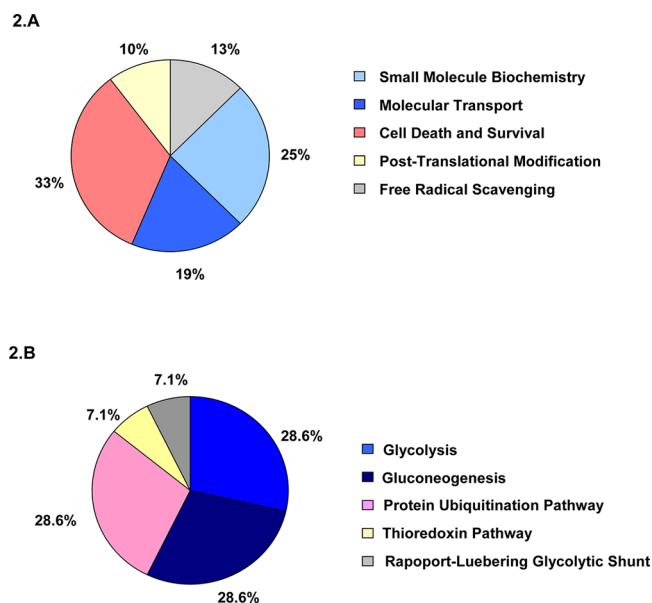 2.A
10%
13%
33%
25%
19%
Small Molecule Biochemistry
Molecular Transport
Cell Death and Survival
Post-Translational Modification
Free Radical Scavenging
2.B
7.1%
7.1%
28.6%
28.6%
28.6%
Glycolysis
Gluconeogenesis
Protein Ubiquitination Pathway
Thioredoxin Pathway
Rapoport-Luebering Glycolytic Shunt